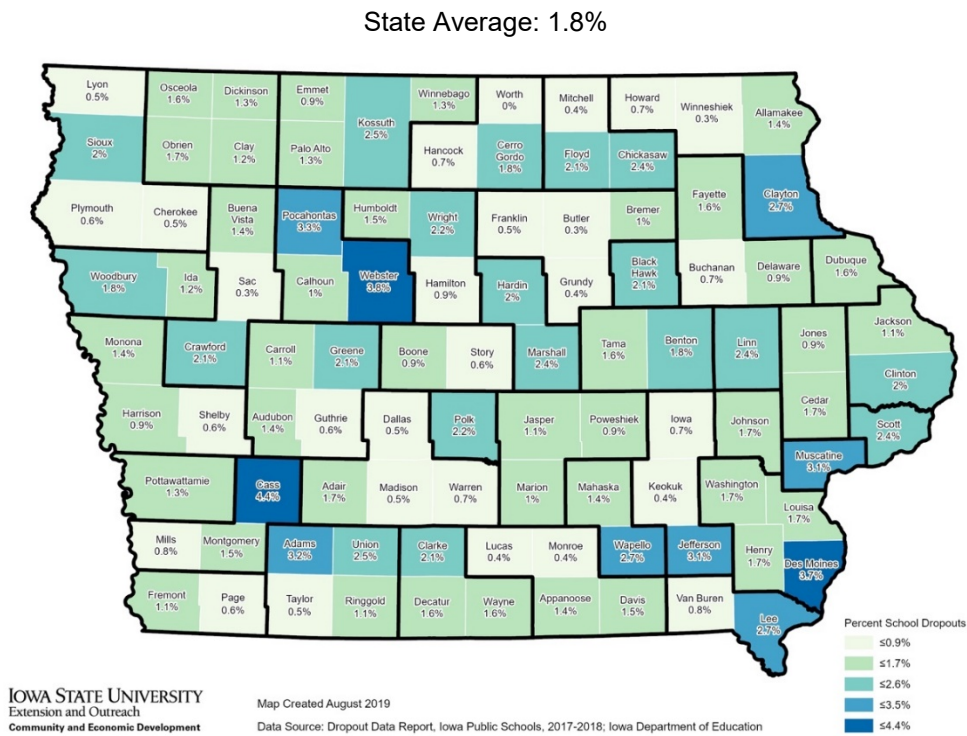 State Average: 1.8%
Lyon
0.5%
Osceola
1.6%
Dickinson
1.3%
Emmet
0.9%
Kossuth
2.5%
Winnebago
1.3%
Worth
0%
Mitchell
0.4%
Howard
0.7%
Winneshiek
0.3%
Allamakee
1.4%
Sioux
2%
Obrien
1.7%
Clay
1.2%
Palo Alto
1.3%
Hancock
0.7%
Cerro
Gordo
1.8%
Floyd
2.1%
Chickasaw
2.4%
Plymouth
0.6%
Cherokee
0.5%
Buena
Vista
1.4%
Pocahontas
3.3%
Humboldt
1.5%
Wright
2.2%
Franklin
0.5%
Butler
0.3%
Bremer
1%
Fayette
1.6%
Clayton
2.7%
Woodbury
1.8%
Ida
1.2%
Sac
0.3%
Calhoun
1%
Webster
3.8%
Hamilton
0.9%
Hardin
2%
Grundy
0.4%
Black
Hawk
2.1%
Buchanan
0.7%
Delaware
0.9%
Dubuque
1.6%
Monona
1.4%
Crawford
2.1%
Carroll
1.1%
Greene
2.1%
Boone
0.9%
Story
0.6%
Marshall
2.4%
Tama
1.6%
Benton
1.8%
Linn
2.4%
Jones
0.9%
Jackson
1.1%
Clinton
2%
Harrison
0.9%
Shelby
0.6%
Audubon
1.4%
Guthrie
0.6%
Dallas
0.5%
Polk
2.2%
Jasper
1.1%
Poweshiek
0.9%
Iowa
0.7%
Johnson
1.7%
Cedar
1.7%
Scott
2.4%
Muscatine
3.1%
Pottawattamie
1.3%
Cass
4.4%
Adair
1.7%
Madison
0.5%
Warren
0.7%
Marion
1%
Mahaska
1.4%
Keokuk
0.4%
Washington
1.7%
Louisa
1.7%
Mills
0.8%
Montgomery
1.5%
Adams
3.2%
Union
2.5%
Clarke
2.1%
Lucas
0.4%
Monroe
0.4%
Wapello
2.7%
Jefferson
3.1%
Henry
1.7%
Des Moines
3.7%
Fremont
1.1%
Page
0.6%
Taylor
0.5%
Ringgold
1.1%
Decatur
1.6%
Wayne
1.6%
Appanoose
1.4%
Davis
1.5%
Van Buren
0.8%
Lee
2.7%
Percent School Dropouts
≤0.9%
≤1.7%
≤2.6%
≤3.5%
≤4.4%
IOWA STATE UNIVERSITY
Extension and Outreach
Community and Economic Development
Map Created August 2019
Data Source: Dropout Data Report, Iowa Public Schools, 2017-2018; Iowa Department of Education